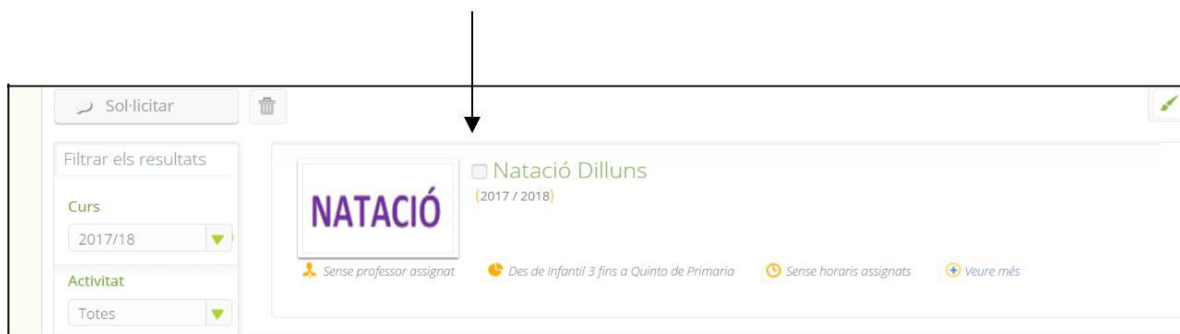 Sol·licitar
Filtrar els resultats
Curs
2017/18
Activitat
Totes
NATACIÓ
Natació Dilluns
(2017 / 2018)
Sense professor assignat
Des de Infantil 3 fins a Quinto de Primaria
Sense horaris assignats
Veure més